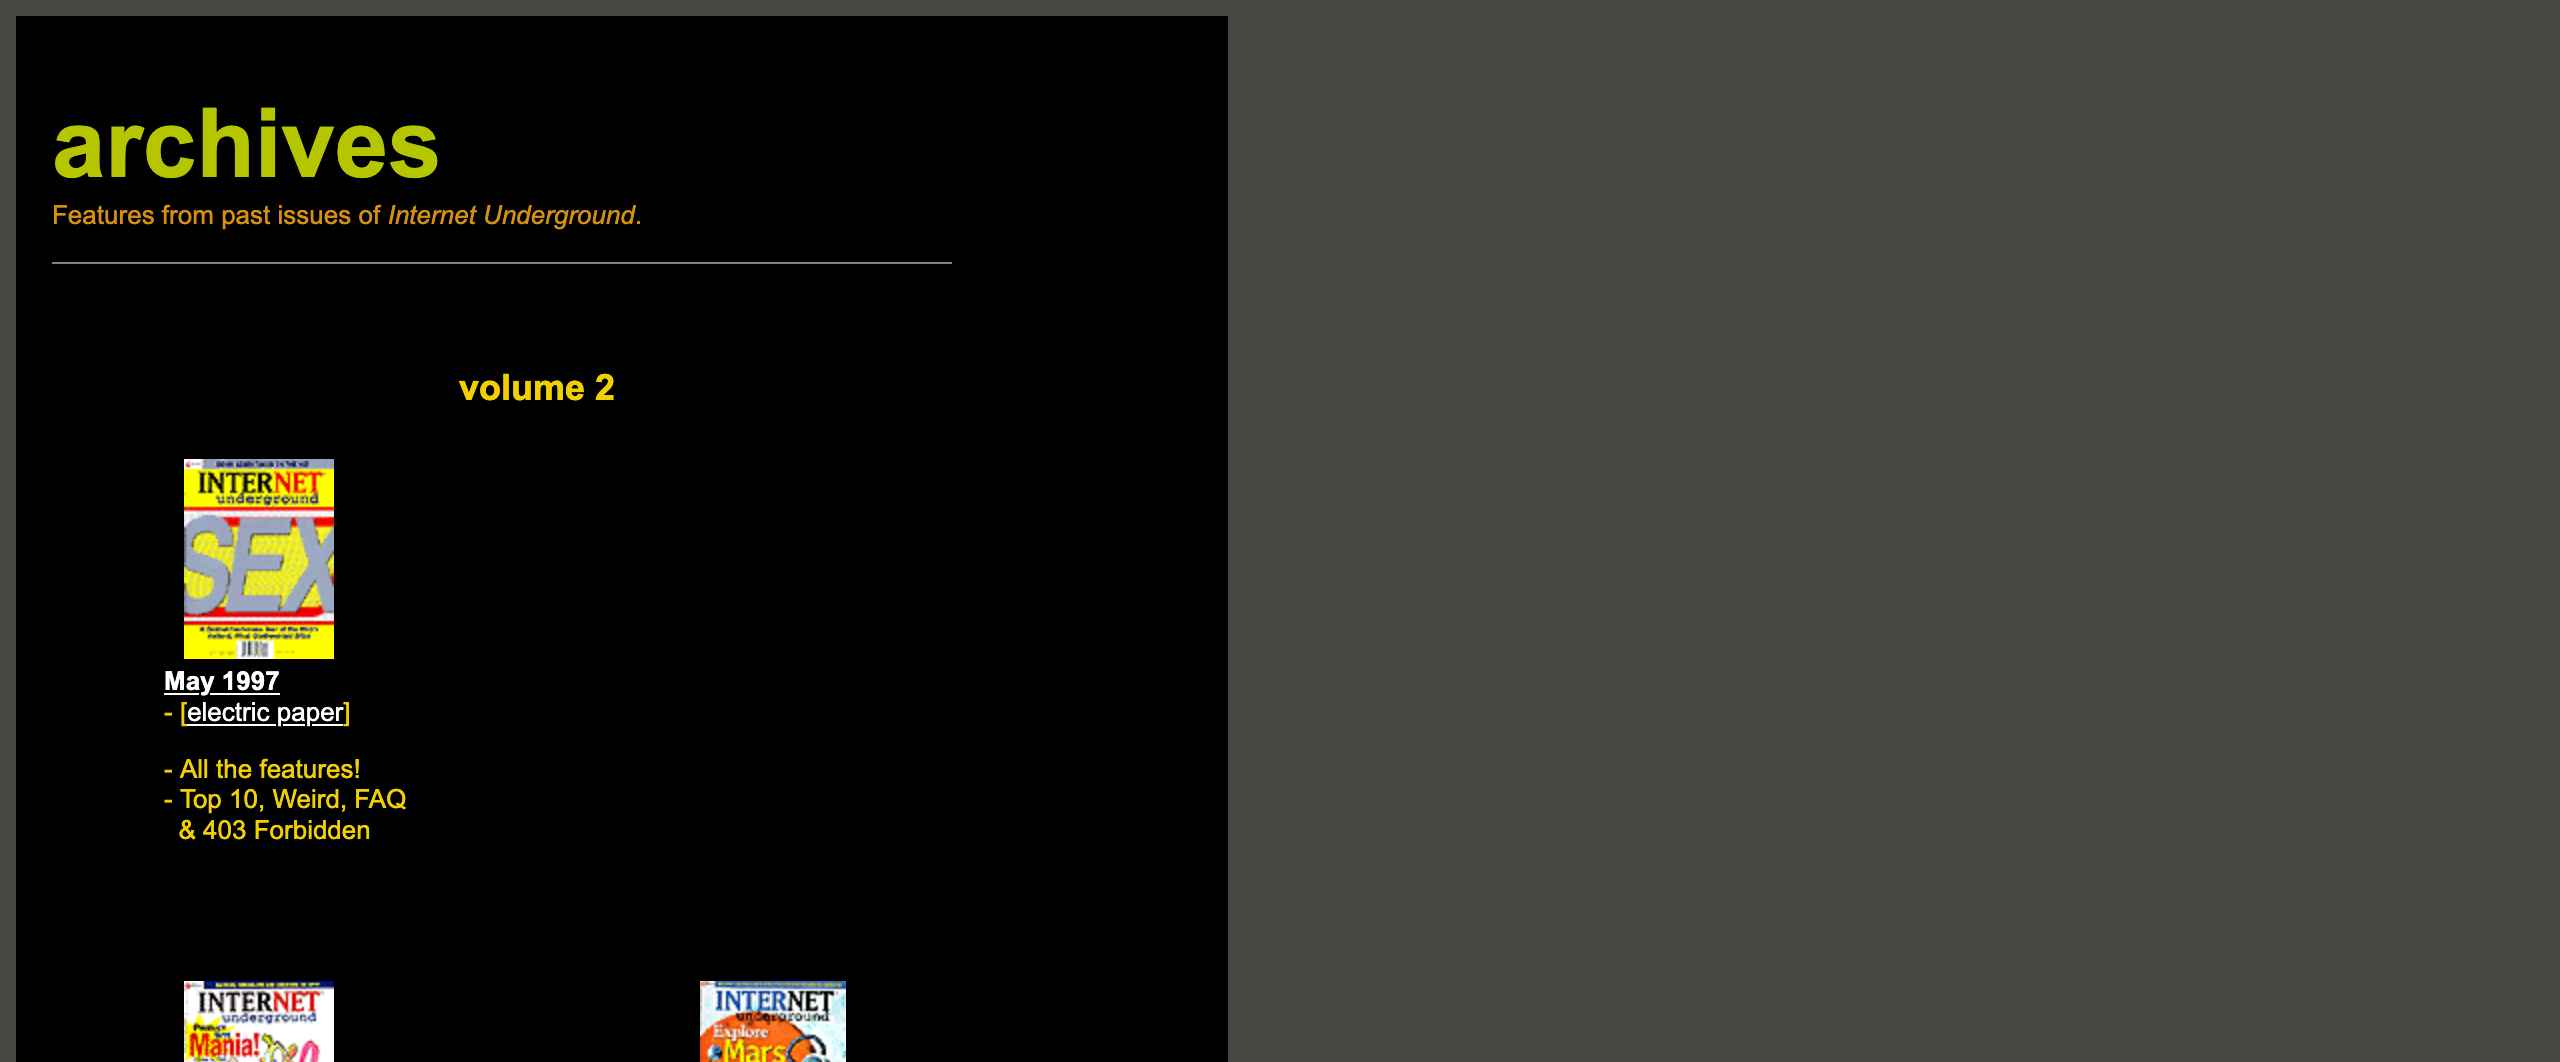 archives
Features from past issues of Internet Underground.
volume 2
INTERNET
underground
SEX
May 1997
- [electric paper]
- All the features!
- Top 10, Weird, FAQ
& 403 Forbidden
INTERNET
underground
Mania!
INTERNET
underground
Explore
Mars